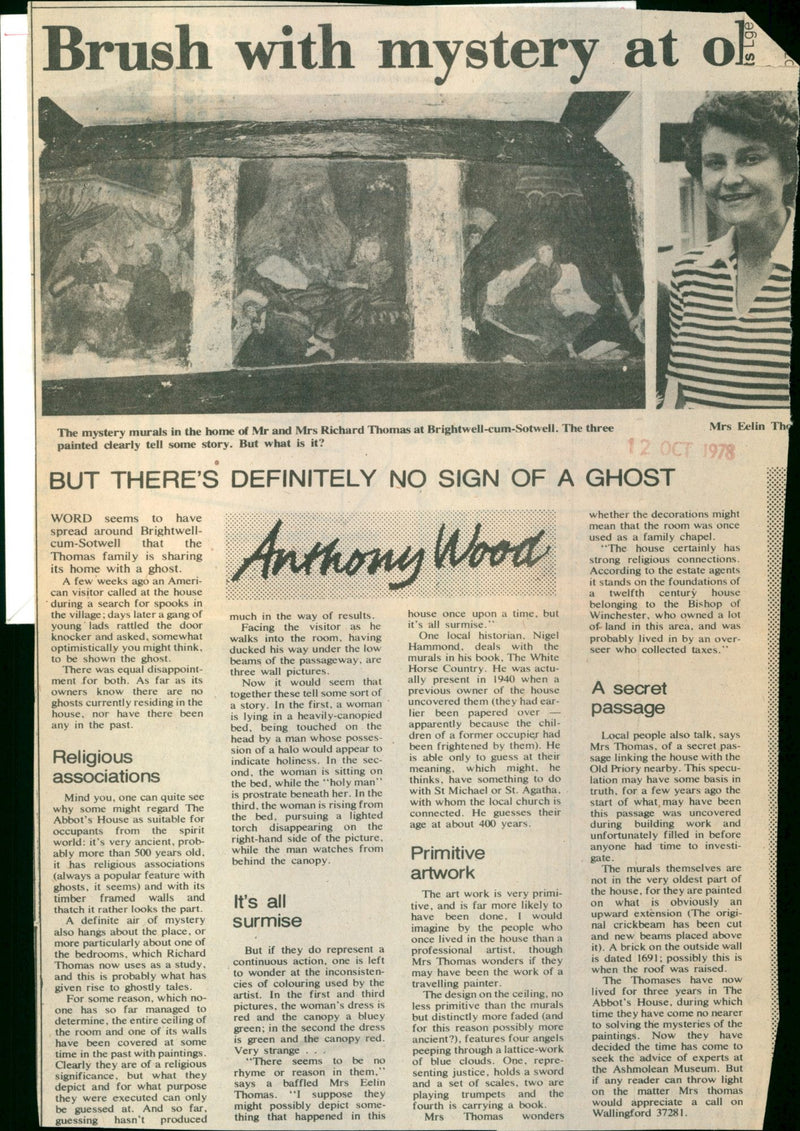 Brush with mystery at ol
ts Lge
The mystery murals in the home of Mr and Mrs Richard Thomas at Brightwell-cum-Sotwell. The three
painted clearly tell some story. But what is it?
Mrs Eelin Tho
12 OCT 1978
BUT THERE'S DEFINITELY NO SIGN OF A GHOST
Anthony Wood
WORD seems to have
spread around Brightwell-
cum-Sotwell that the
Thomas family is sharing
its home with a ghost.
A few weeks ago an Ameri-
can visitor called at the house
during a search for spooks in
the village; days later a gang of
young lads rattled the door
knocker and asked, somewhat
optimistically you might think,
to be shown the ghost.
There was equal disappoint-
ment for both. As far as its
owners know there are no
ghosts currently residing in the
house, nor have there been
any in the past.
Religious
associations
Mind you, one can quite see
why some might regard The
Abbot's House as suitable for
occupants from the spirit
world: it's very ancient, prob-
ably more than 500 years old,
it has religious associations
(always a popular feature with
ghosts, it seems) and with its
timber framed walls and
thatch it rather looks the part.
A definite air of mystery
also hangs about the place, or
more particularly about one of
the bedrooms, which Richard
Thomas now uses as a study,
and this is probably what has
given rise to ghostly tales.
For some reason, which no-
one has so far managed to
determine, the entire ceiling of
the room and one of its walls
have been covered at some
time in the past with paintings.
Clearly they are of a religious
significance, but what they
depict and for what purpose
they were executed can only
be guessed at. And so far,
guessing hasn't produced
much in the way of results.
Facing the visitor as he
walks into the room, having
ducked his way under the low
beams of the passageway, are
three wall pictures.
Now it would seem that
together these tell some sort of
a story. In the first, a woman
is lying in a heavily-canopied
bed, being touched on the
head by a man whose posses-
sion of a halo would appear to
indicate holiness. In the sec-
ond, the woman is sitting on
the bed, while the "holy man"
is prostrate beneath her. In the
third, the woman is rising from
the bed, pursuing a lighted
torch disappearing on the
right-hand side of the picture,
while the man watches from
behind the canopy.
It's all
surmise
But if they do represent a
continuous action, one is left
to wonder at the inconsisten-
cies of colouring used by the
artist. In the first and third
pictures, the woman's dress is
red and the canopy a bluey
green; in the second the dress
is green and the canopy red.
Very strange . . .
"There seems to be no
rhyme or reason in them,"
says a baffled Mrs Eelin
Thomas. "I suppose they
might possibly depict some-
thing that happened in this
house once upon a time, but
it's all surmise."
One local historian, Nigel
Hammond, deals with the
murals in his book, The White
Horse Country. He was actu-
ally present in 1940 when a
previous owner of the house
uncovered them (they had ear-
lier been papered over —
apparently because the chil-
dren of a former occupier had
been frightened by them). He
is able only to guess at their
meaning, which might, he
thinks, have something to do
with St Michael or St. Agatha,
with whom the local church is
connected. He guesses their
age at about 400 years.
Primitive
artwork
The art work is very primi-
tive, and is far more likely to
have been done, I would
imagine by the people who
once lived in the house than a
professional artist, though
Mrs Thomas wonders if they
may have been the work of a
travelling painter.
The design on the ceiling, no
less primitive than the murals
but distinctly more faded (and
for this reason possibly more
ancient?), features four angels
peeping through a lattice-work
of blue clouds. One, repre-
senting justice, holds a sword
and a set of scales, two are
playing trumpets and the
fourth is carrying a book.
Mrs Thomas wonders
whether the decorations might
mean that the room was once
used as a family chapel.
"The house certainly has
strong religious connections.
According to the estate agents
it stands on the foundations of
a twelfth century house
belonging to the Bishop of
Winchester, who owned a lot
of land in this area, and was
probably lived in by an over-
seer who collected taxes."
A secret
passage
Local people also talk, says
Mrs Thomas, of a secret pas-
sage linking the house with the
Old Priory nearby. This specu-
lation may have some basis in
truth, for a few years ago the
start of what may have been
this passage was uncovered
during building work and
unfortunately filled in before
anyone had time to investi-
gate.
The murals themselves are
not in the very oldest part of
the house, for they are painted
on what is obviously an
upward extension (The origi-
nal crickbeam has been cut
and new beams placed above
it). A brick on the outside wall
is dated 1691; possibly this is
when the roof was raised.
The Thomases have now
lived for three years in The
Abbot's House, during which
time they have come no nearer
to solving the mysteries of the
paintings. Now they have
decided the time has come to
seek the advice of experts at
the Ashmolean Museum. But
if any reader can throw light
on the matter Mrs thomas
would appreciate a call on
Wallingford 37281.